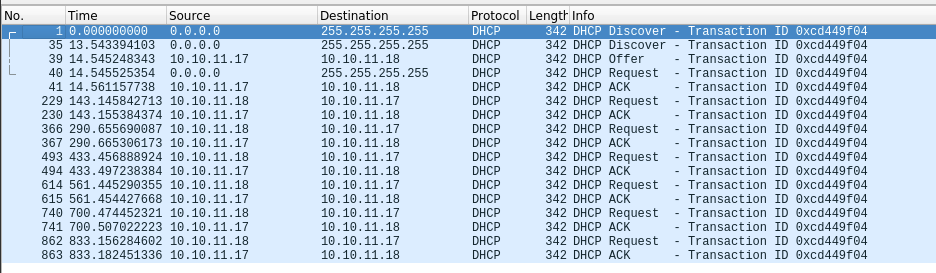 No. Time Source Destination Protocol Length Info
1 0.000000000 0.0.0.0 255.255.255.255 DHCP 342 DHCP Discover - Transaction ID 0xcd449f04
35 13.543394103 0.0.0.0 255.255.255.255 DHCP 342 DHCP Discover - Transaction ID 0xcd449f04
39 14.545248343 10.10.11.17 10.10.11.18 DHCP 342 DHCP Offer - Transaction ID 0xcd449f04
40 14.545525354 0.0.0.0 255.255.255.255 DHCP 342 DHCP Request - Transaction ID 0xcd449f04
41 14.561157738 10.10.11.17 10.10.11.18 DHCP 342 DHCP ACK - Transaction ID 0xcd449f04
229 143.145842713 10.10.11.18 10.10.11.17 DHCP 342 DHCP Request - Transaction ID 0xcd449f04
230 143.155384374 10.10.11.17 10.10.11.18 DHCP 342 DHCP ACK - Transaction ID 0xcd449f04
366 290.655690087 10.10.11.18 10.10.11.17 DHCP 342 DHCP Request - Transaction ID 0xcd449f04
367 290.665306173 10.10.11.17 10.10.11.18 DHCP 342 DHCP ACK - Transaction ID 0xcd449f04
493 433.456888924 10.10.11.18 10.10.11.17 DHCP 342 DHCP Request - Transaction ID 0xcd449f04
494 433.497238384 10.10.11.17 10.10.11.18 DHCP 342 DHCP ACK - Transaction ID 0xcd449f04
614 561.445290355 10.10.11.18 10.10.11.17 DHCP 342 DHCP Request - Transaction ID 0xcd449f04
615 561.454427668 10.10.11.17 10.10.11.18 DHCP 342 DHCP ACK - Transaction ID 0xcd449f04
740 700.474452321 10.10.11.18 10.10.11.17 DHCP 342 DHCP Request - Transaction ID 0xcd449f04
741 700.507022223 10.10.11.17 10.10.11.18 DHCP 342 DHCP ACK - Transaction ID 0xcd449f04
862 833.156284602 10.10.11.18 10.10.11.17 DHCP 342 DHCP Request - Transaction ID 0xcd449f04
863 833.182451336 10.10.11.17 10.10.11.18 DHCP 342 DHCP ACK - Transaction ID 0xcd449f04